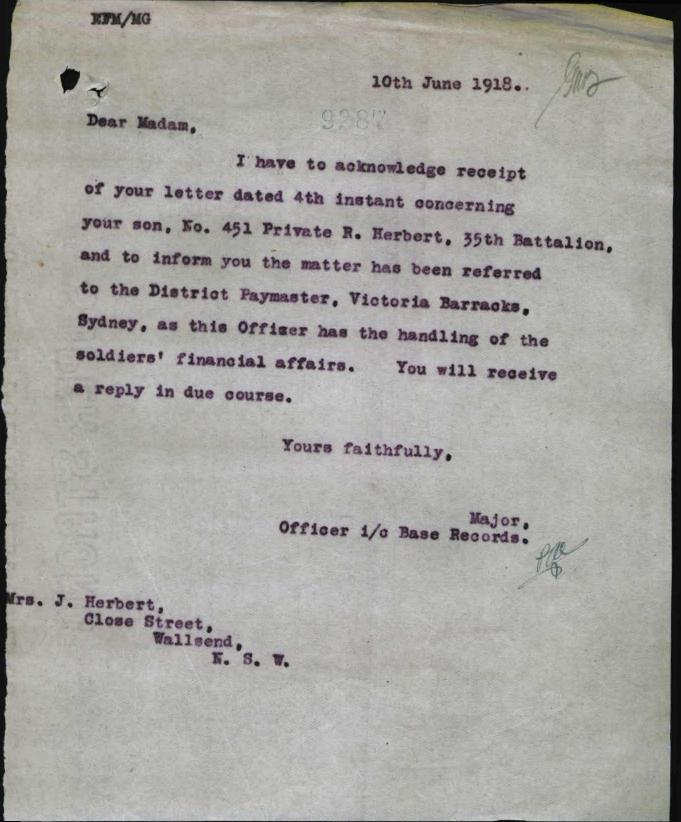 EFM/MG
10th June 1918..
9287
Dear Madam,
I have to acknowledge receipt
of your letter dated 4th instant concerning
your son, No. 451 Private R. Herbert, 35th Battalion,
and to inform you the matter has been referred
to the District Paymaster, Victoria Barracks,
Sydney, as this Officer has the handling of the
soldiers' financial affairs. You will receive
a reply in due course.
Yours faithfully,
Major,
Officer i/c Base Records.
Mrs. J. Herbert,
Close Street,
Wallsend,
N. S. W.